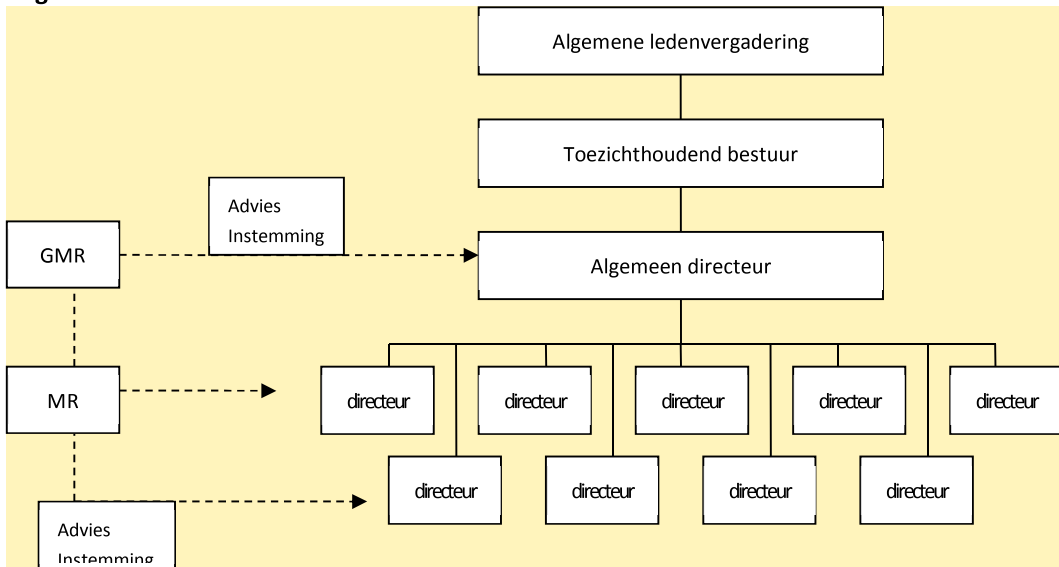 Algemene ledenvergadering
Toezichthoudend bestuur
Advies
Instemming
GMR
Algemeen directeur
MR
directeur
directeur
directeur
directeur
directeur
directeur
directeur
directeur
directeur
Advies
Instemming